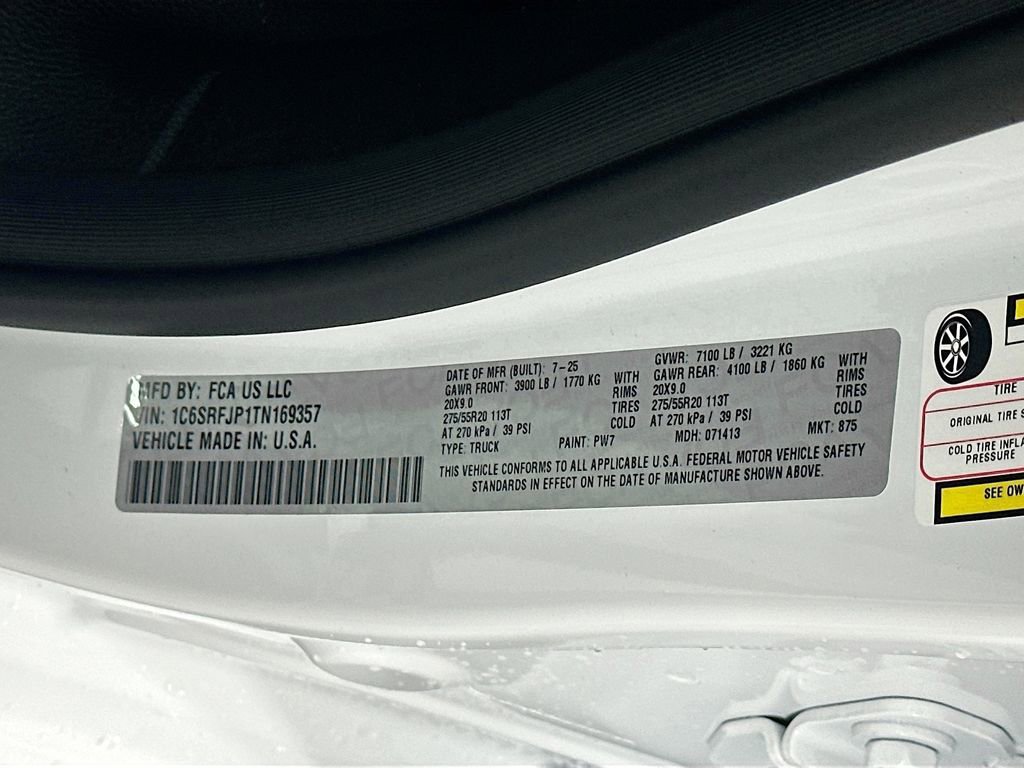 MFD BY: FCA US LLC
VIN: 1C6SRFJP1TN169357
VEHICLE MADE IN: U.S.A.
DATE OF MFR (BUILT): 7-25
GAWR FRONT: 3900 LB / 1770 KG WITH
20X9.0 RIMS
275/55R20 113T TIRES
AT 270 kPa / 39 PSI COLD
TYPE: TRUCK PAINT: PW7
GVWR: 7100 LB / 3221 KG
GAWR REAR: 4100 LB / 1860 KG WITH
20X9.0 RIMS
275/55R20 113T TIRES
AT 270 kPa / 39 PSI COLD
MDH: 071413 MKT: 875
THIS VEHICLE CONFORMS TO ALL APPLICABLE U.S.A. FEDERAL MOTOR VEHICLE SAFETY
STANDARDS IN EFFECT ON THE DATE OF MANUFACTURE SHOWN ABOVE.
TIRE
ORIGINAL TIRE S
COLD TIRE INFLA
PRESSURE
SEE OW